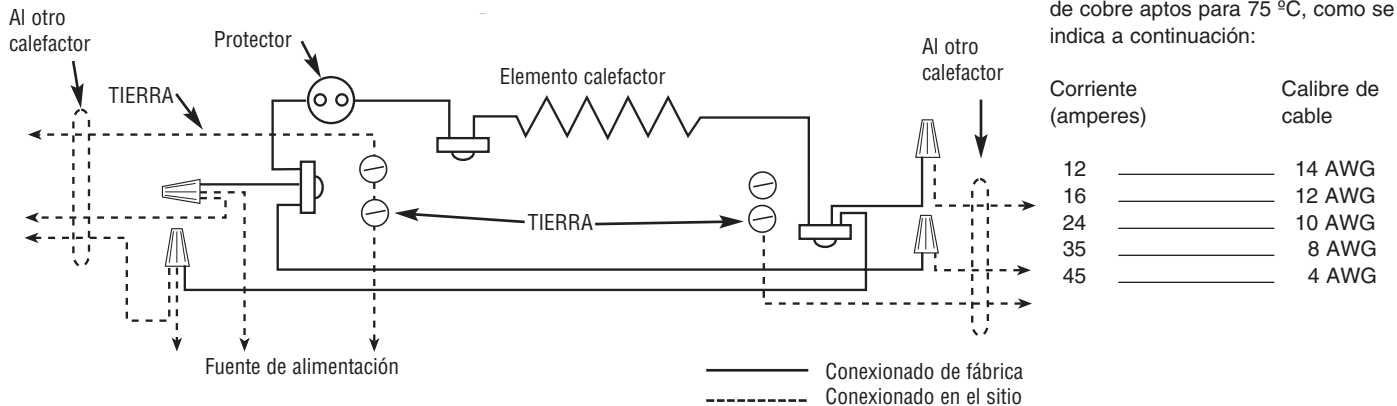 Al otro
calefactor
Protector
TIERRA
Elemento calefactor
Al otro
calefactor
TIERRA
Fuente de alimentación
Conexionado de fábrica
Conexionado en el sitio
de cobre aptos para 75 ºC, como se
indica a continuación:
Corriente Calibre de
(amperes) cable
12 14 AWG
16 12 AWG
24 10 AWG
35 8 AWG
45 4 AWG